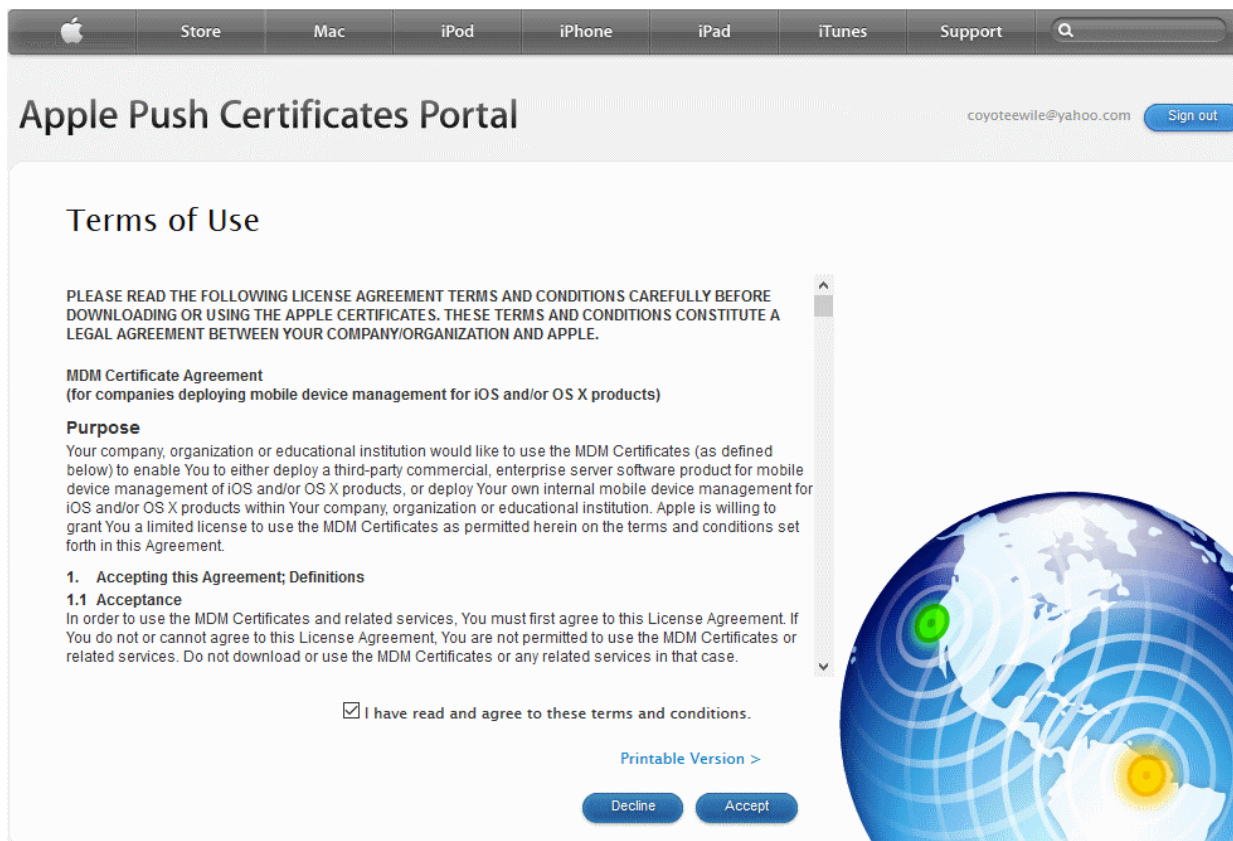 Store Mac iPod iPhone iPad iTunes Support
Apple Push Certificates Portal
coyoteewile@yahoo.com Sign out
Terms of Use
PLEASE READ THE FOLLOWING LICENSE AGREEMENT TERMS AND CONDITIONS CAREFULLY BEFORE
DOWNLOADING OR USING THE APPLE CERTIFICATES. THESE TERMS AND CONDITIONS CONSTITUTE A
LEGAL AGREEMENT BETWEEN YOUR COMPANY/ORGANIZATION AND APPLE.
MDM Certificate Agreement
(for companies deploying mobile device management for iOS and/or OS X products)
Purpose
Your company, organization or educational institution would like to use the MDM Certificates (as defined
below) to enable You to either deploy a third-party commercial, enterprise server software product for mobile
device management of iOS and/or OS X products, or deploy Your own internal mobile device management for
iOS and/or OS X products within Your company, organization or educational institution. Apple is willing to
grant You a limited license to use the MDM Certificates as permitted herein on the terms and conditions set
forth in this Agreement.
1. Accepting this Agreement; Definitions
1.1 Acceptance
In order to use the MDM Certificates and related services, You must first agree to this License Agreement. If
You do not or cannot agree to this License Agreement, You are not permitted to use the MDM Certificates or
related services. Do not download or use the MDM Certificates or any related services in that case.
I have read and agree to these terms and conditions.
Printable Version >
Decline Accept